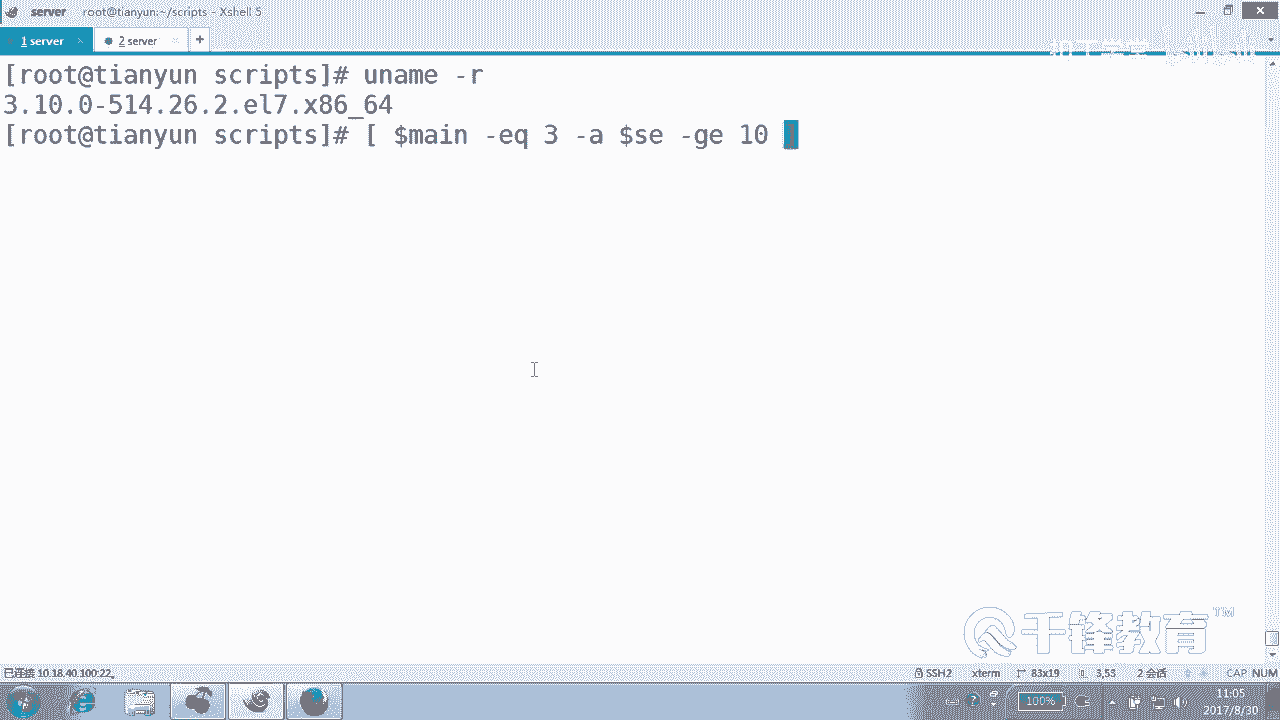 server root@tianyun:~/scripts - Xshell 5
1 server × 2 server × +
[root@tianyun scripts]# uname -r
3.10.0-514.26.2.el7.x86_64
[root@tianyun scripts]# [ $main -eq 3 -a $se -ge 10 ]
千锋教育™
已连接 10.18.40.100:22。 SSH2 xterm 83x19 3,53 2 会话 CAP NUM
100% 11:05
2017/8/30